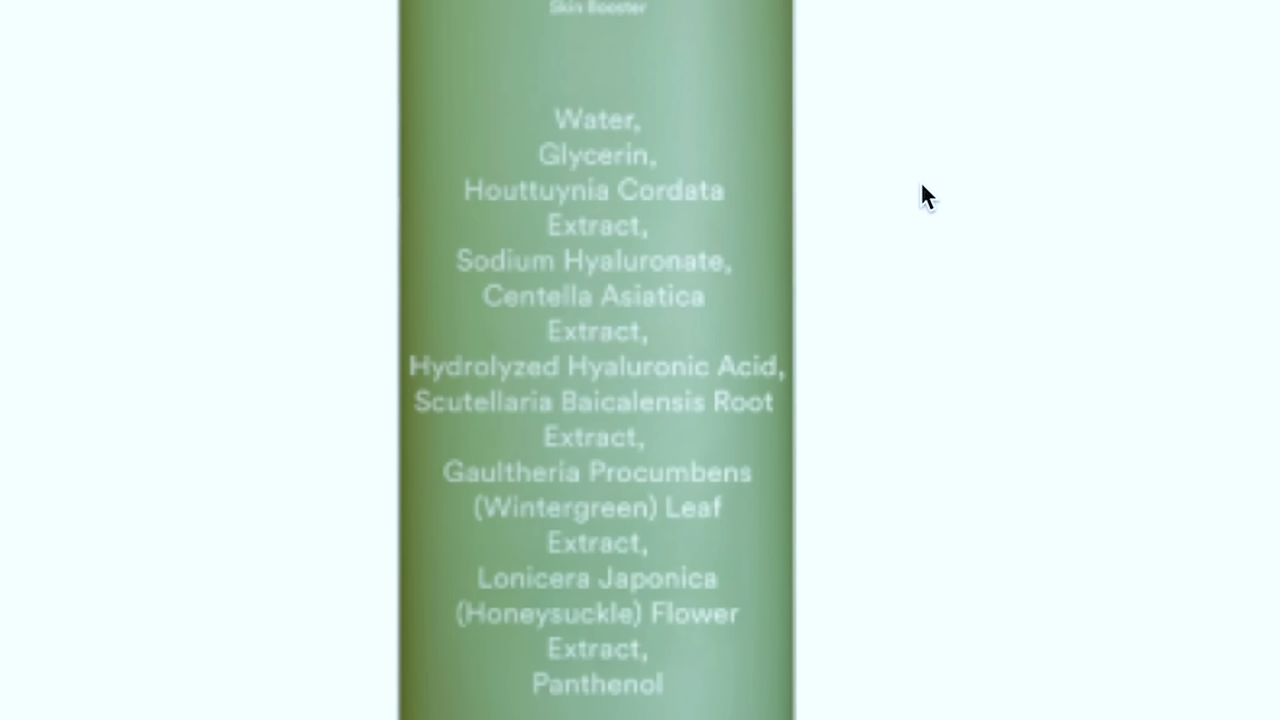 Skin Booster
Water,
Glycerin,
Houttuynia Cordata
Extract,
Sodium Hyaluronate,
Centella Asiatica
Extract,
Hydrolyzed Hyaluronic Acid,
Scutellaria Baicalensis Root
Extract,
Gaultheria Procumbens
(Wintergreen) Leaf
Extract,
Lonicera Japonica
(Honeysuckle) Flower
Extract,
Panthenol